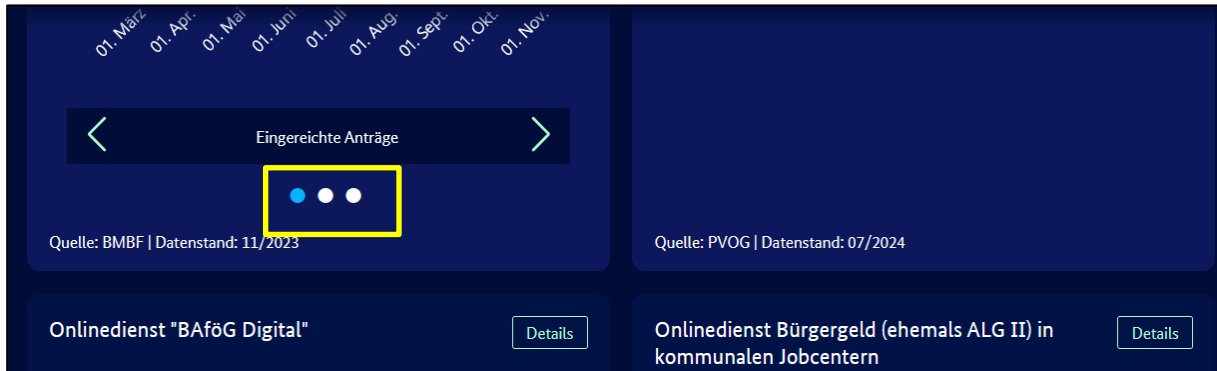 01. März
01. Apr.
01. Mai
01. Juni
01. Juli
01. Aug.
01. Sept.
01. Okt.
01. Nov.
Eingereichte Anträge
Quelle: BMBF | Datenstand: 11/2023
Quelle: PVOG | Datenstand: 07/2024
Onlinedienst "BAföG Digital"
Details
Onlinedienst Bürgergeld (ehemals ALG II) in
kommunalen Jobcentern
Details